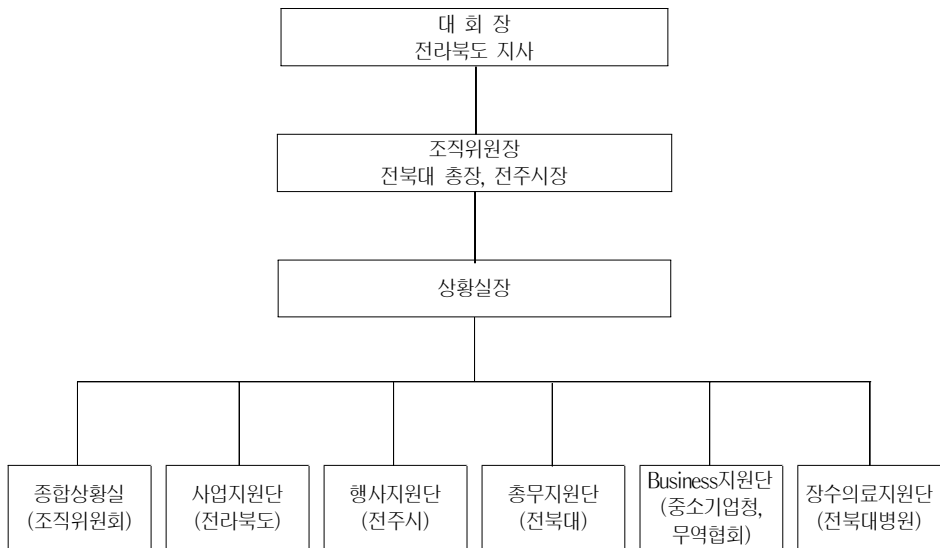 대 회 장
전라북도 지사
조직위원장
전북대 총장, 전주시장
상황실장
종합상황실
(조직위원회)
사업지원단
(전라북도)
행사지원단
(전주시)
총무지원단
(전북대)
Business지원단
(중소기업청,
무역협회)
장수의료지원단
(전북대병원)